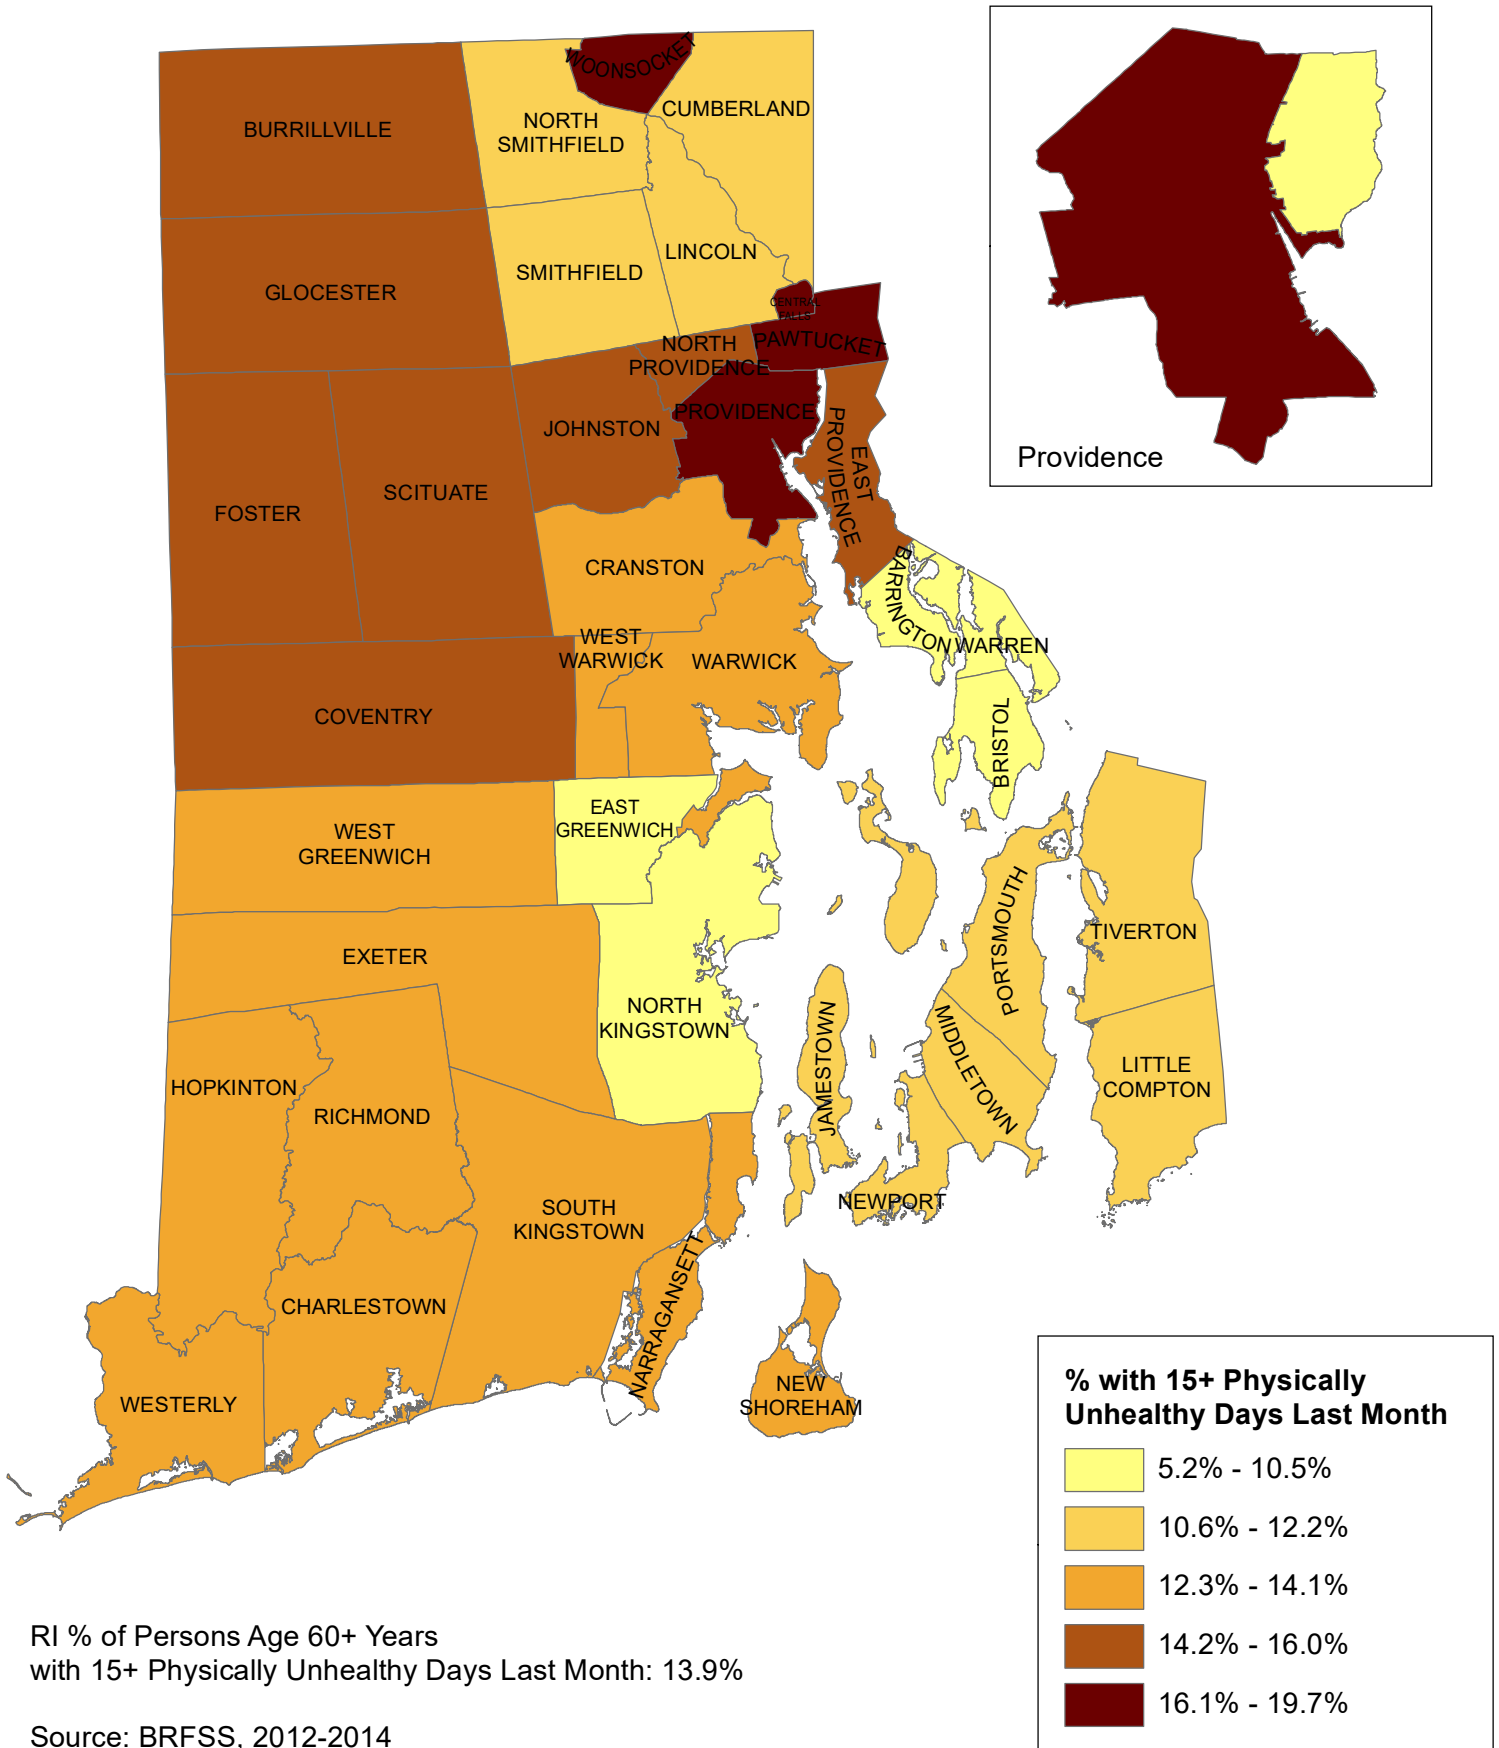 WOONSOCKET
CUMBERLAND
BURRILLVILLE
NORTH
SMITHFIELD
LINCOLN
SMITHFIELD
GLOCESTER
CENTRAL
FALLS
NORTH
PROVIDENCE
PAWTUCKET
PROVIDENCE
JOHNSTON
EAST
PROVIDENCE
SCITUATE
FOSTER
CRANSTON
BARRINGTON
WARREN
WEST
WARWICK
WARWICK
COVENTRY
BRISTOL
EAST
GREENWICH
WEST
GREENWICH
PORTSMOUTH
TIVERTON
EXETER
NORTH
KINGSTOWN
JAMESTOWN
MIDDLETOWN
LITTLE
COMPTON
HOPKINTON
RICHMOND
NEWPORT
SOUTH
KINGSTOWN
NARRAGANSETT
CHARLESTOWN
WESTERLY
NEW
SHOREHAM
Providence
% with 15+ Physically
Unhealthy Days Last Month
5.2% - 10.5%
10.6% - 12.2%
12.3% - 14.1%
14.2% - 16.0%
16.1% - 19.7%
RI % of Persons Age 60+ Years
with 15+ Physically Unhealthy Days Last Month: 13.9%
Source: BRFSS, 2012-2014